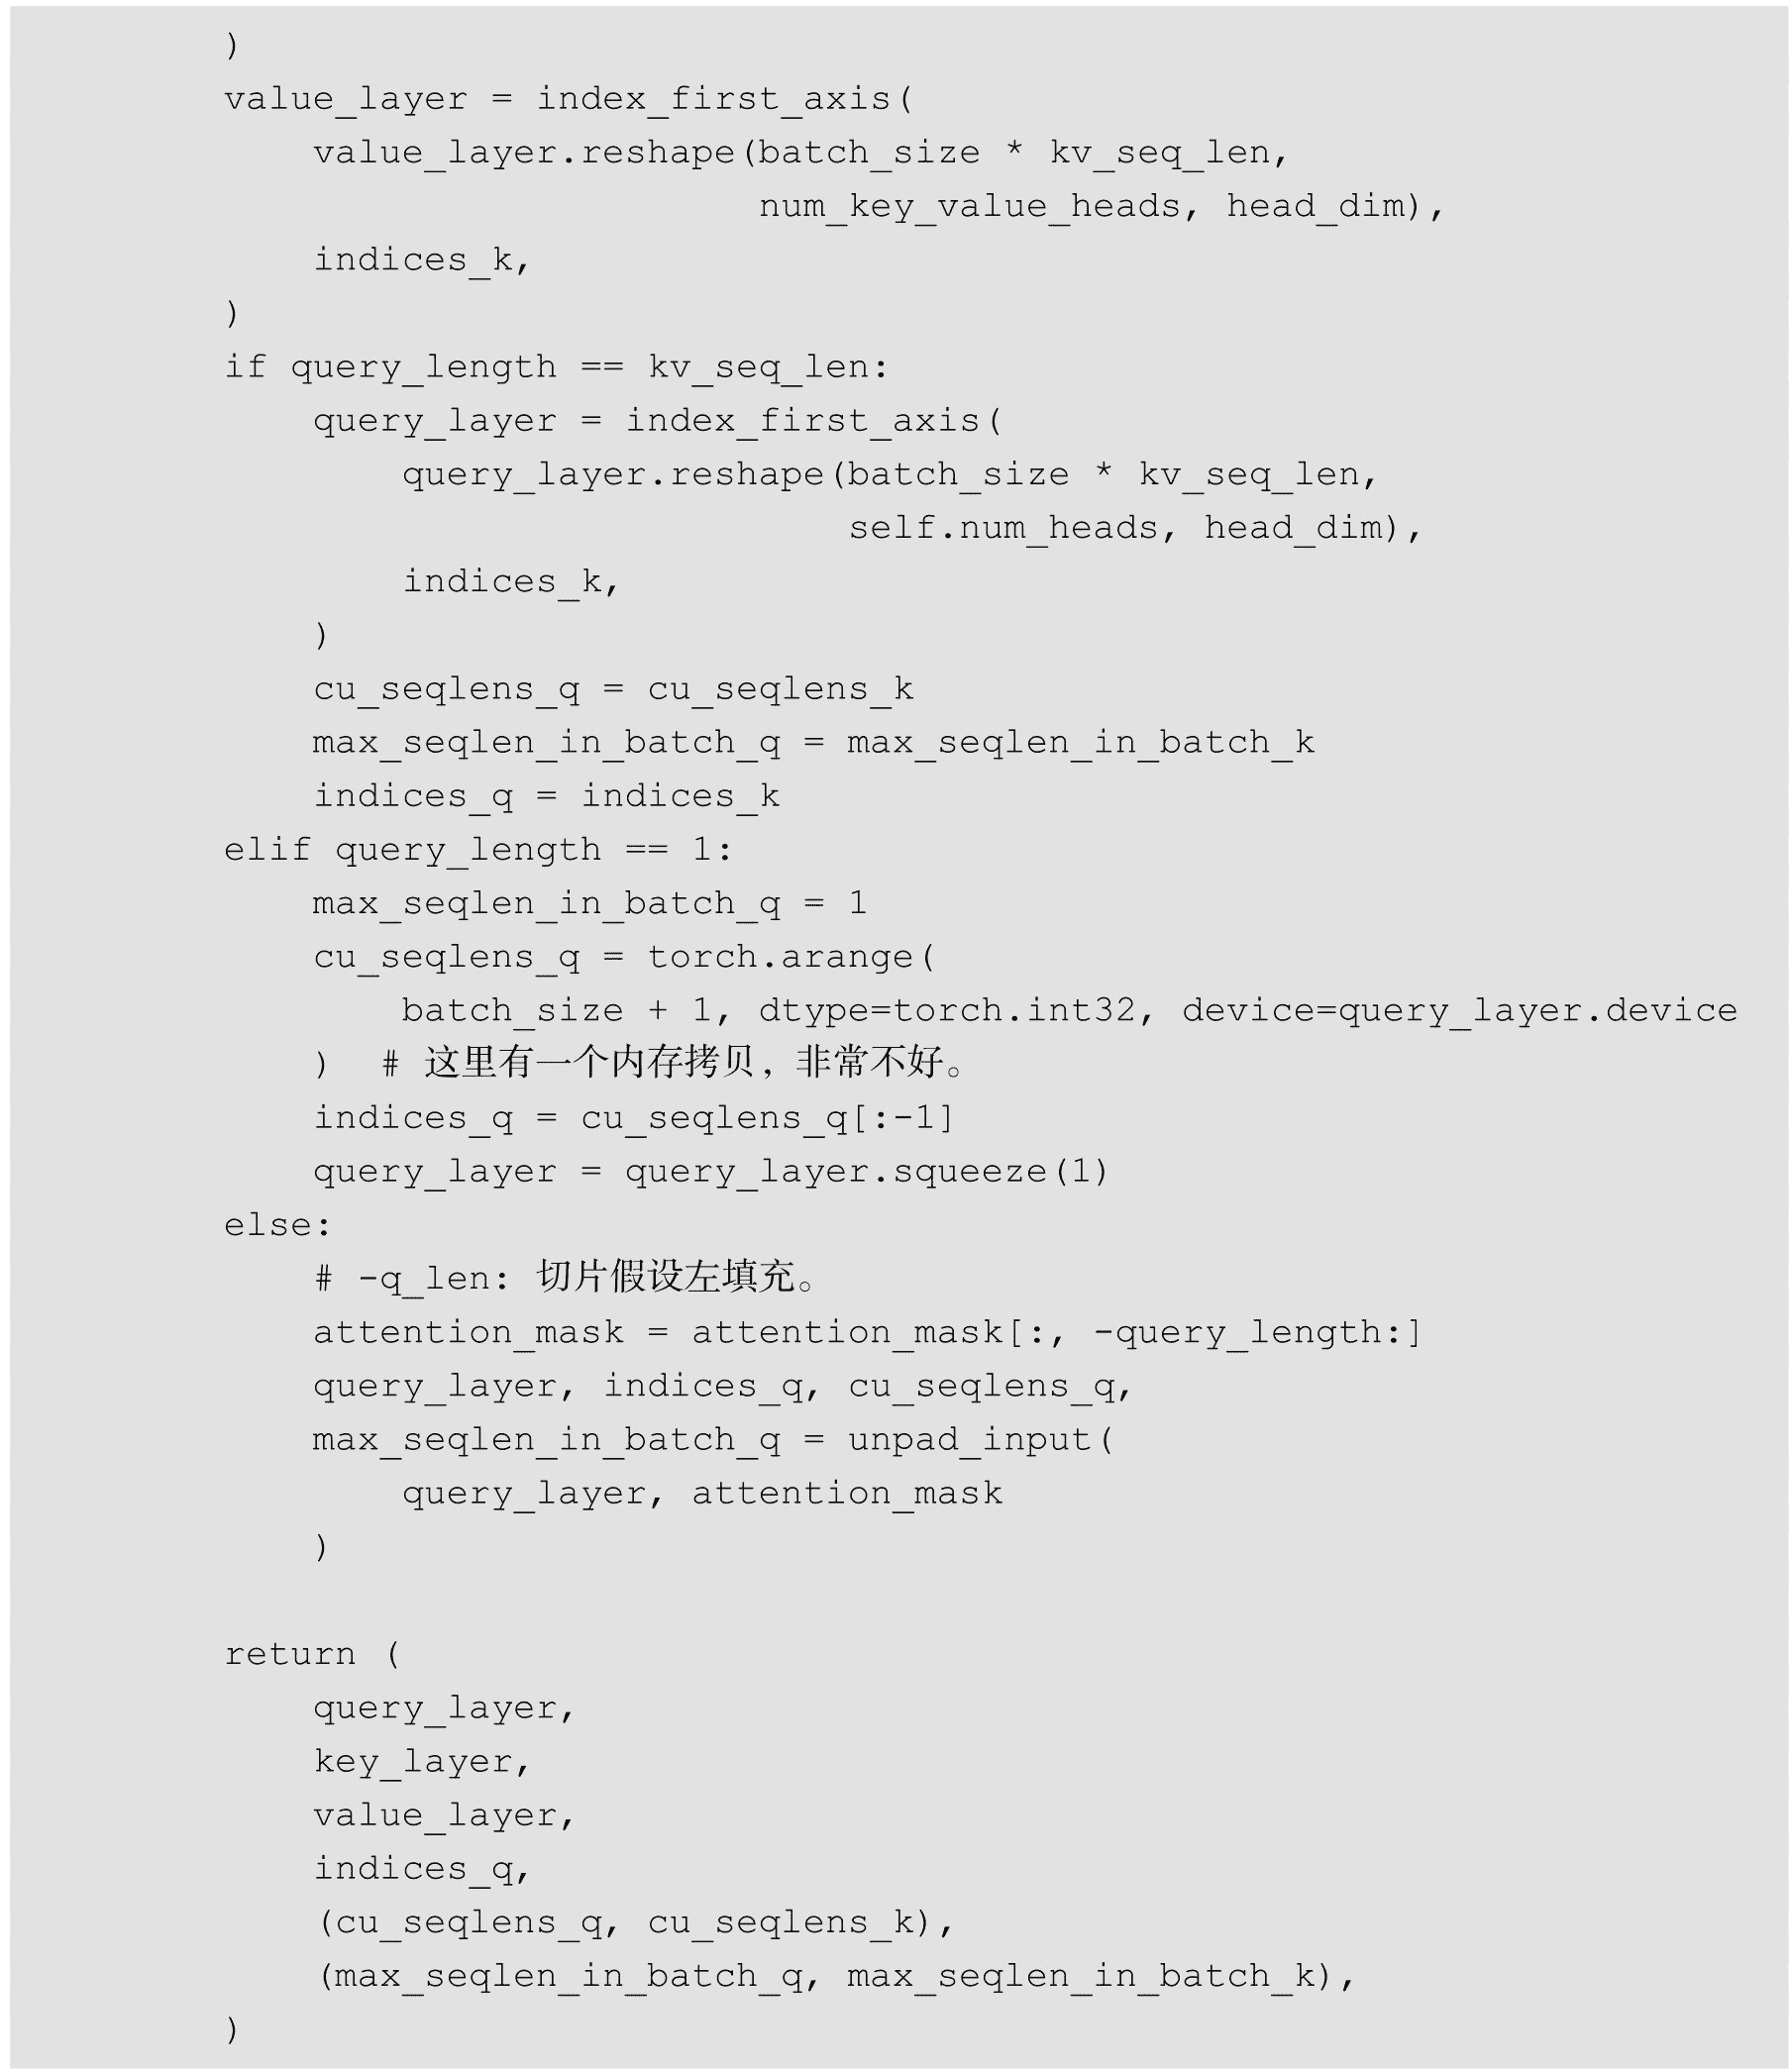 )
        value_layer = index_first_axis(
            value_layer.reshape(batch_size * kv_seq_len,
                                num_key_value_heads, head_dim),
            indices_k,
        )
        if query_length == kv_seq_len:
            query_layer = index_first_axis(
                query_layer.reshape(batch_size * kv_seq_len,
                                    self.num_heads, head_dim),
                indices_k,
            )
            cu_seqlens_q = cu_seqlens_k
            max_seqlen_in_batch_q = max_seqlen_in_batch_k
            indices_q = indices_k
        elif query_length == 1:
            max_seqlen_in_batch_q = 1
            cu_seqlens_q = torch.arange(
                batch_size + 1, dtype=torch.int32, device=query_layer.device
            )  # 这里有一个内存拷贝，非常不好。
            indices_q = cu_seqlens_q[:-1]
            query_layer = query_layer.squeeze(1)
        else:
            # -q_len: 切片假设左填充。
            attention_mask = attention_mask[:, -query_length:]
            query_layer, indices_q, cu_seqlens_q,
            max_seqlen_in_batch_q = unpad_input(
                query_layer, attention_mask
            )

        return (
            query_layer,
            key_layer,
            value_layer,
            indices_q,
            (cu_seqlens_q, cu_seqlens_k),
            (max_seqlen_in_batch_q, max_seqlen_in_batch_k),
        )